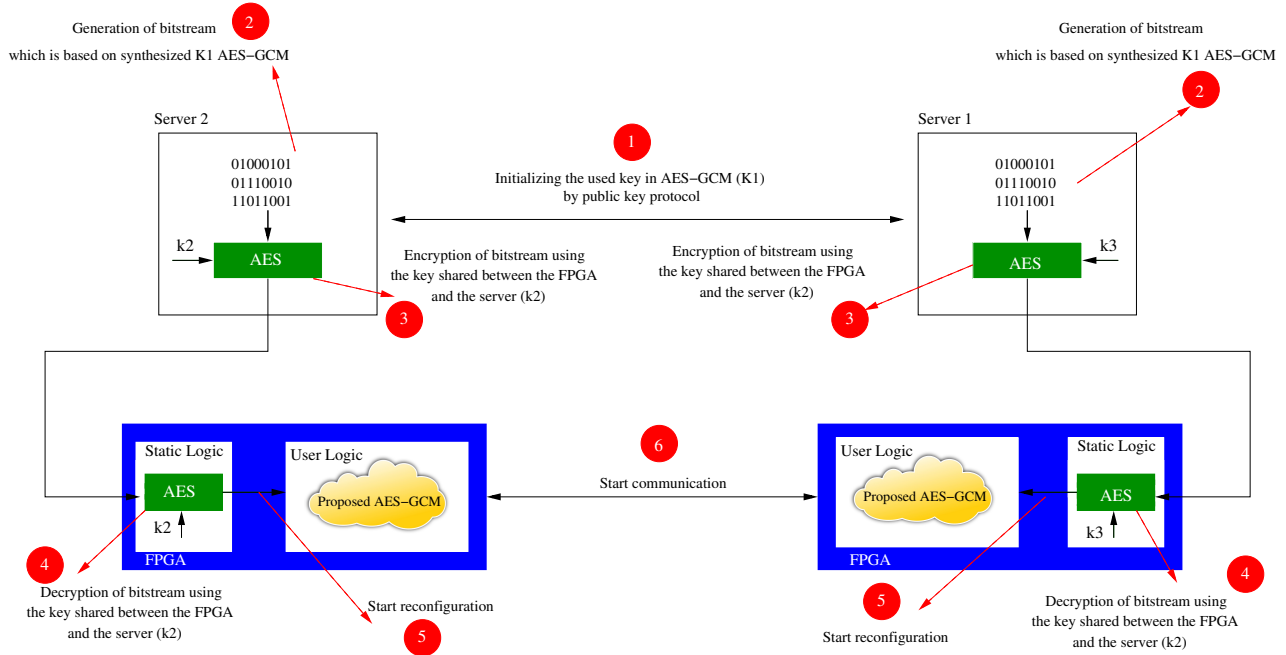 Generation of bitstream
2
which is based on synthesized K1 AES−GCM
Generation of bitstream
which is based on synthesized K1 AES−GCM
2
Server 2
Server 1
1
01000101
01110010
11011001
Initializing the used key in AES−GCM (K1)
by public key protocol
01000101
01110010
11011001
k2
AES
Encryption of bitstream using
the key shared between the FPGA
and the server (k2)
3
Encryption of bitstream using
the key shared between the FPGA
and the server (k2)
3
AES
k3
Static Logic
AES
k2
User Logic
Proposed AES−GCM
FPGA
6
Start communication
User Logic
Proposed AES−GCM
Static Logic
AES
k3
FPGA
4
Decryption of bitstream using
the key shared between the FPGA
and the server (k2)
Start reconfiguration
5
5
Start reconfiguration
4
Decryption of bitstream using
the key shared between the FPGA
and the server (k2)